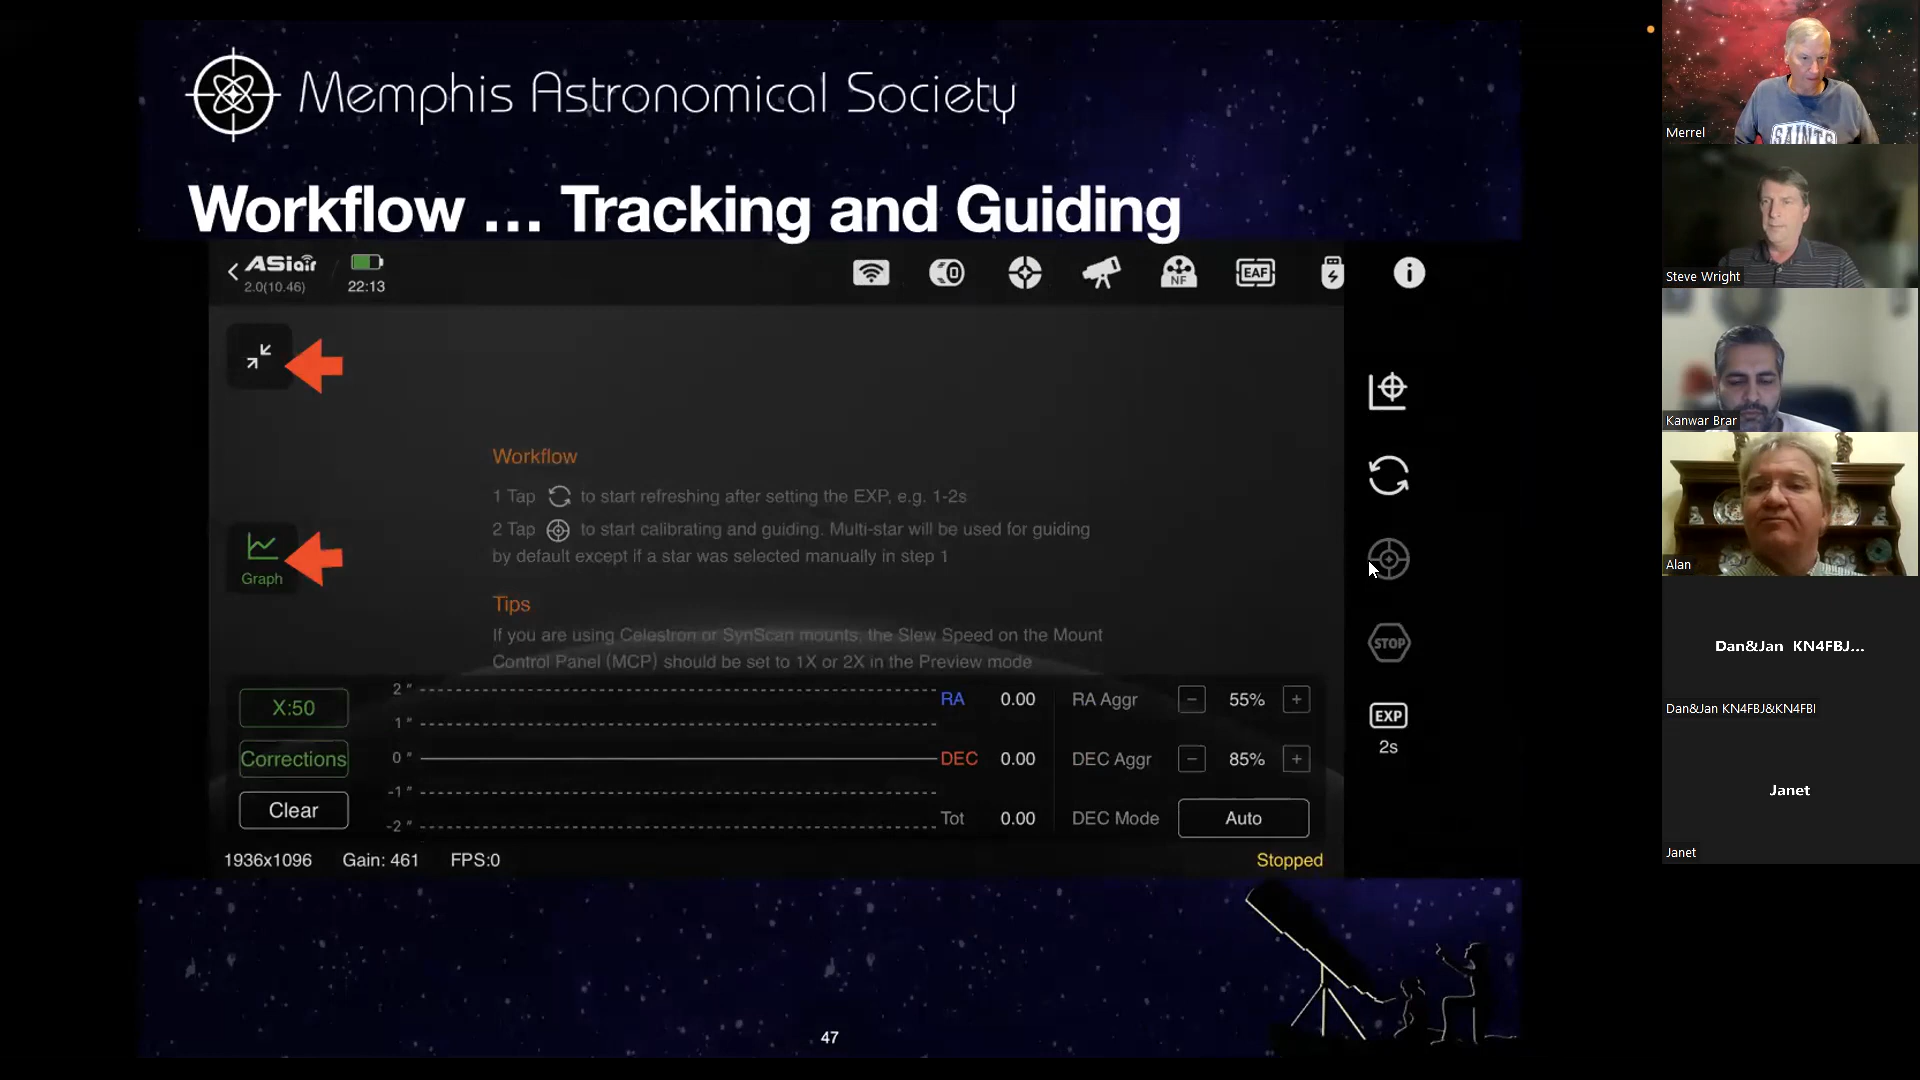 Memphis Astronomical Society
Workflow ... Tracking and Guiding
ASiair
2.0(10.46)
22:13
NF
EAF
Workflow
1 Tap to start refreshing after setting the EXP, e.g. 1-2s
2 Tap to start calibrating and guiding. Multi-star will be used for guiding
by default except if a star was selected manually in step 1
Graph
Tips
If you are using Celestron or SynScan mounts, the Slew Speed on the Mount
Control Panel (MCP) should be set to 1X or 2X in the Preview mode
STOP
EXP
2s
X:50
Corrections
Clear
2 "
1 "
0 "
-1 "
-2 "
RA 0.00
DEC 0.00
Tot 0.00
RA Aggr − 55% +
DEC Aggr − 85% +
DEC Mode Auto
1936x1096 Gain: 461 FPS:0
Stopped
47
SAINTS
Merrel
Steve Wright
Kanwar Brar
Alan
Dan&Jan KN4FBJ...
Dan&Jan KN4FBJ&KN4FBI
Janet
Janet